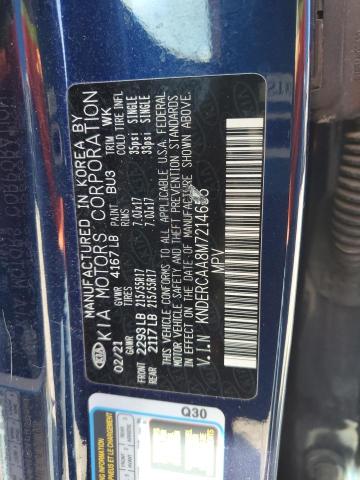 MANUFACTURED IN KOREA BY
KIA MOTORS CORPORATION
02/21 GVWR 4167LB PAINT BU3 TRIM WK
TIRES RIMS COLD TIRE INFL
FRONT 2293LB 215/55R17 7.0Jx17 35psi SINGLE
REAR 2117LB 215/55R17 7.0Jx17 33psi SINGLE
THIS VEHICLE CONFORMS TO ALL APPLICABLE U.S.A. FEDERAL
MOTOR VEHICLE SAFETY AND THEFT PREVENTION STANDARDS
IN EFFECT ON THE DATE OF MANUFACTURE SHOWN ABOVE.
V.I.N KNDERCAA8M7214
MPV
KIA
Q30